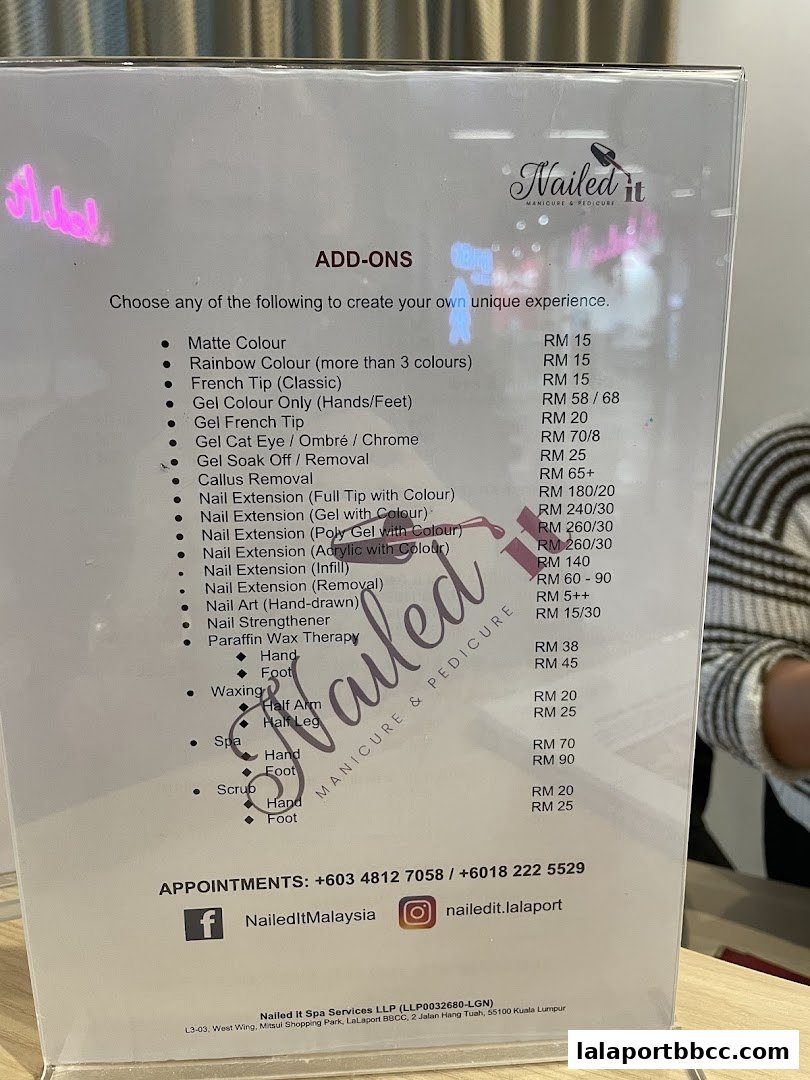 Nailed it
MANICURE & PEDICURE
ADD-ONS
Choose any of the following to create your own unique experience.
• Matte Colour RM 15
• Rainbow Colour (more than 3 colours) RM 15
• French Tip (Classic) RM 15
• Gel Colour Only (Hands/Feet) RM 58 / 68
• Gel French Tip RM 20
• Gel Cat Eye / Ombré / Chrome RM 70/8
• Gel Soak Off / Removal RM 25
• Callus Removal RM 65+
• Nail Extension (Full Tip with Colour) RM 180/20
• Nail Extension (Gel with Colour) RM 240/30
• Nail Extension (Poly Gel with Colour) RM 260/30
• Nail Extension (Acrylic with Colour) RM 260/30
• Nail Extension (Infill) RM 140
• Nail Extension (Removal) RM 60 - 90
• Nail Art (Hand-drawn) RM 5++
• Nail Strengthener RM 15/30
• Paraffin Wax Therapy
◆ Hand RM 38
◆ Foot RM 45
• Waxing
◆ Half Arm RM 20
◆ Half Leg RM 25
• Spa
◆ Hand RM 70
◆ Foot RM 90
• Scrub
◆ Hand RM 20
◆ Foot RM 25
Nailed it
MANICURE & PEDICURE
APPOINTMENTS: +603 4812 7058 / +6018 222 5529
NailedItMalaysia nailedit.lalaport
Nailed It Spa Services LLP (LLP0032680-LGN)
L3-03, West Wing, Mitsui Shopping Park, LaLaport BBCC, 2 Jalan Hang Tuah, 55100 Kuala Lumpur
lalaportbbcc.com